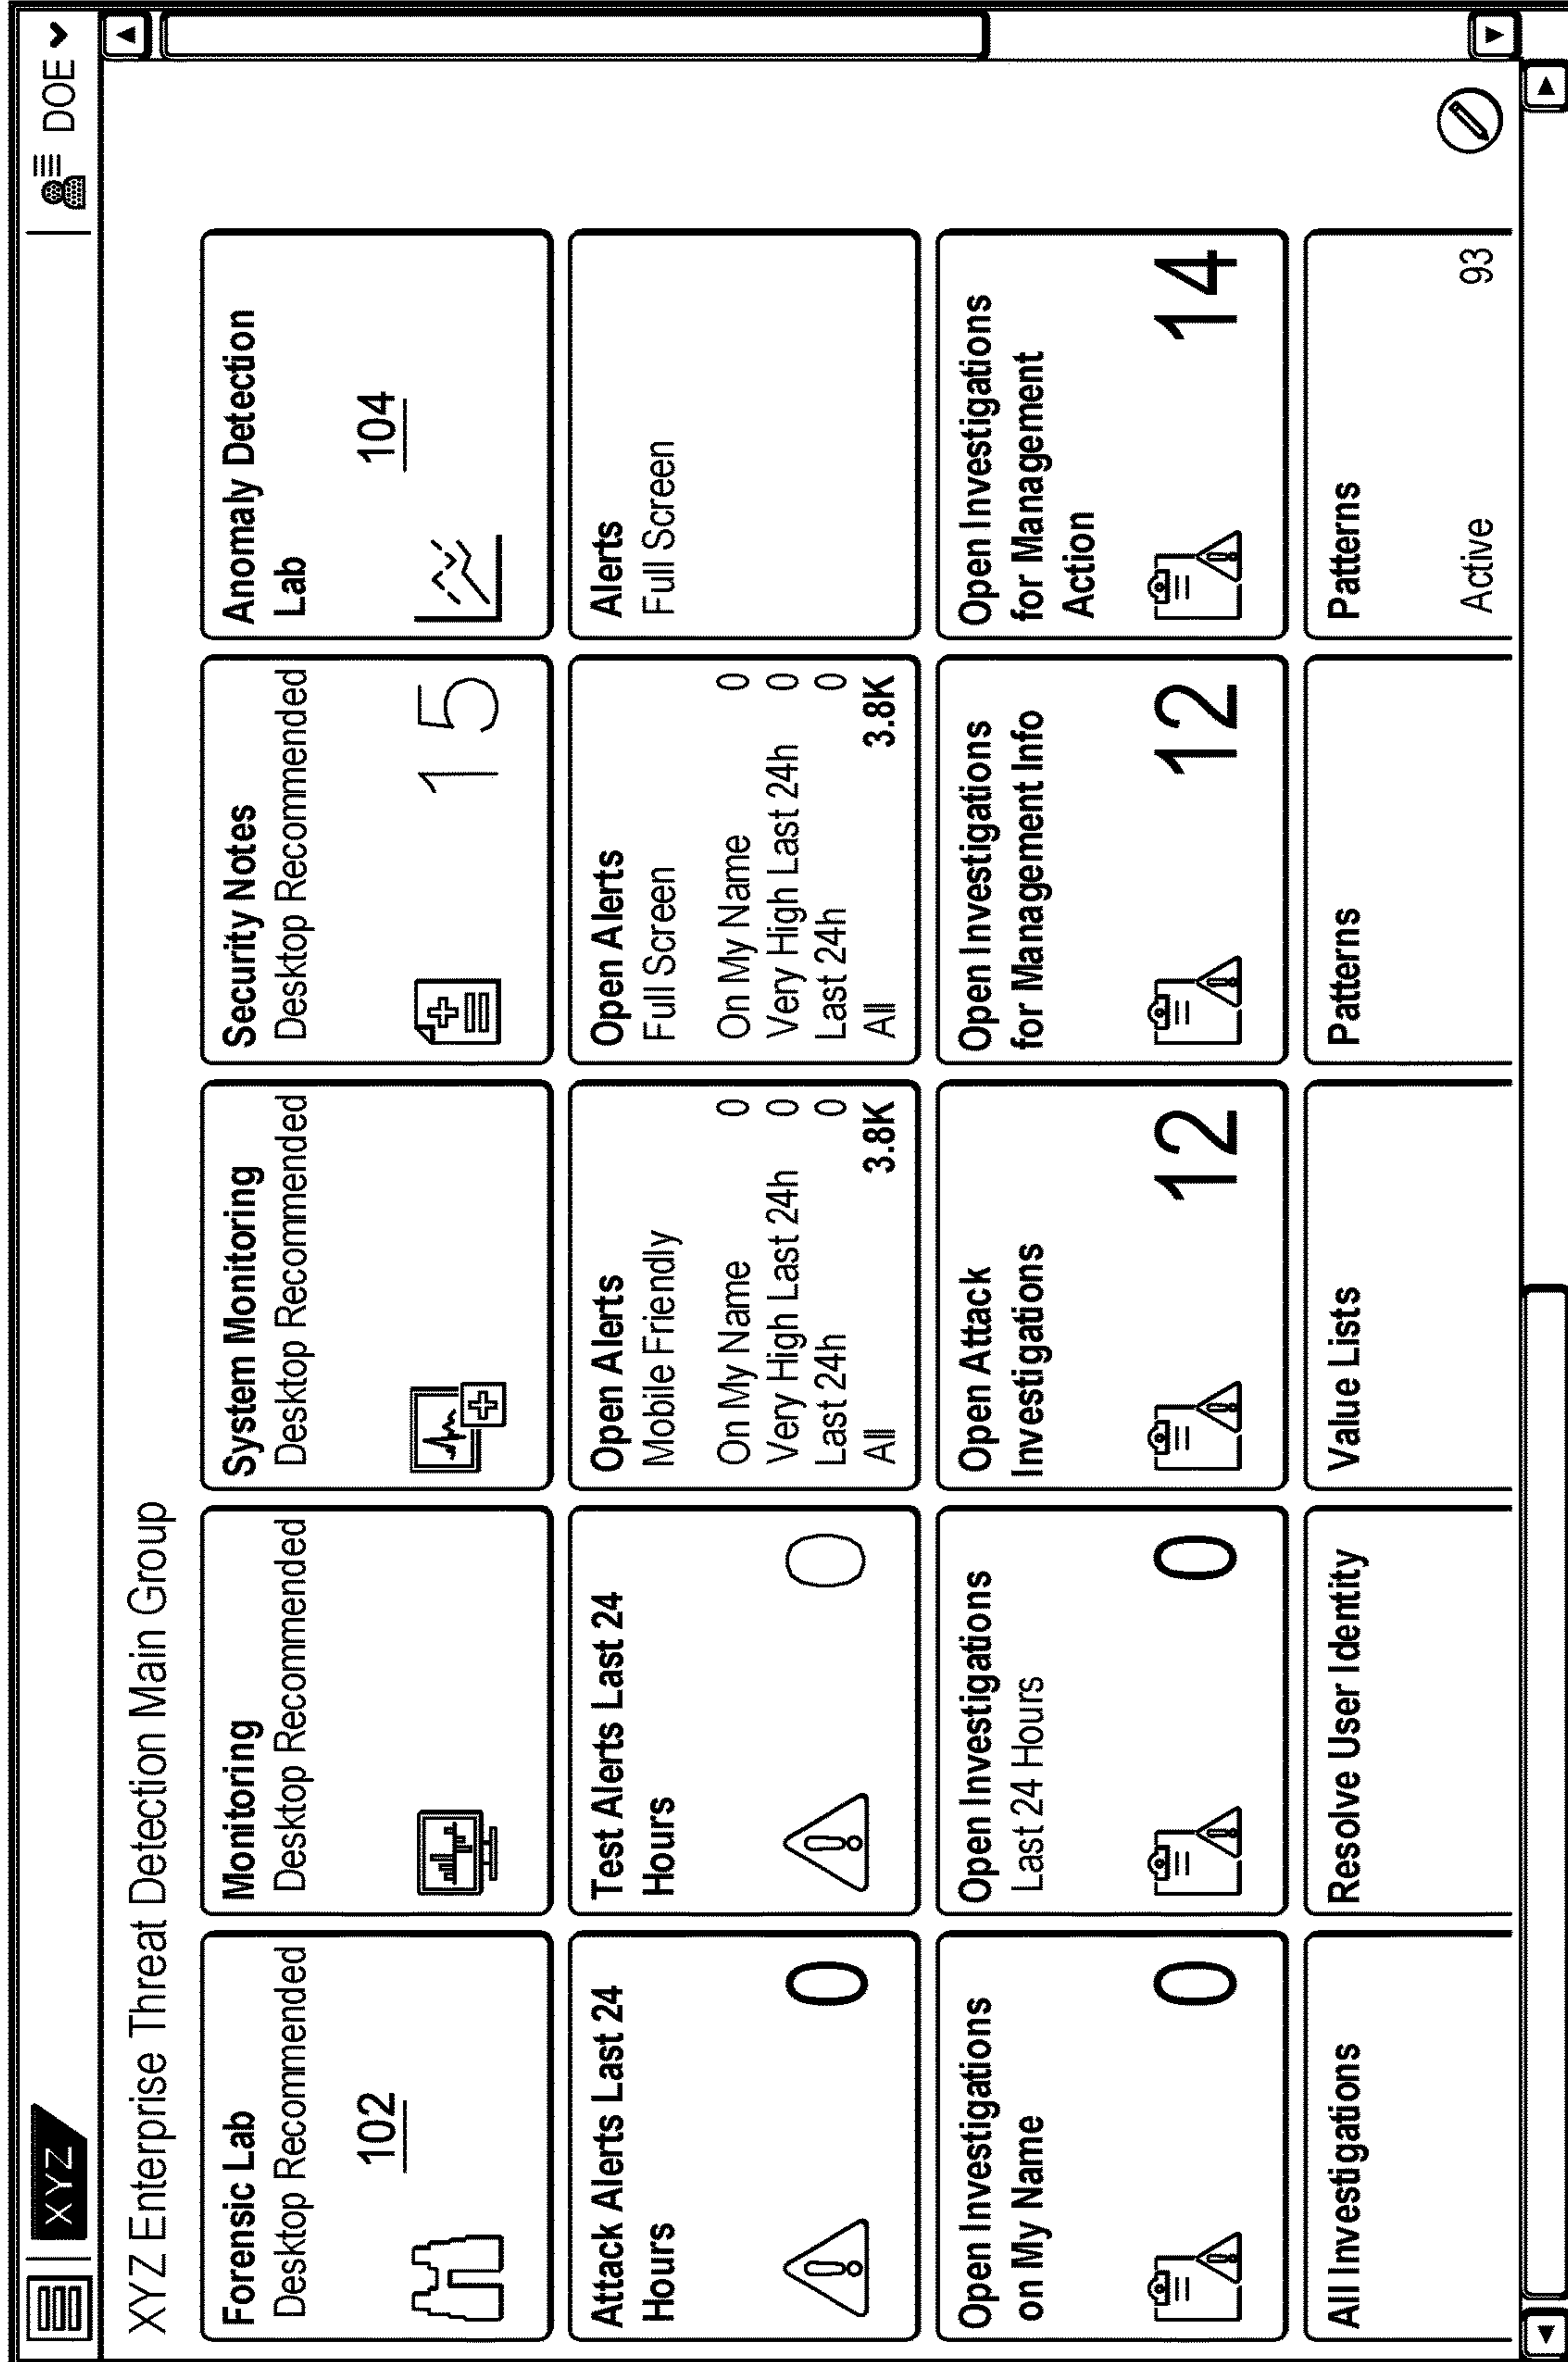 XYZ
DOE
XYZ Enterprise Threat Detection Main Group
Forensic Lab
Desktop Recommended
102
Monitoring
Desktop Recommended
System Monitoring
Desktop Recommended
Security Notes
Desktop Recommended
15
Anomaly Detection
Lab
104
Attack Alerts Last 24
Hours
0
Test Alerts Last 24
Hours
0
Open Alerts
Mobile Friendly
On My Name 0
Very High Last 24h 0
Last 24h 0
All 3.8K
Open Alerts
Full Screen
On My Name 0
Very High Last 24h 0
Last 24h 0
All 3.8K
Alerts
Full Screen
Open Investigations
on My Name
0
Open Investigations
Last 24 Hours
0
Open Attack
Investigations
12
Open Investigations
for Management Info
12
Open Investigations
for Management
Action
14
All Investigations
Resolve User Identity
Value Lists
Patterns
Patterns
Active 93